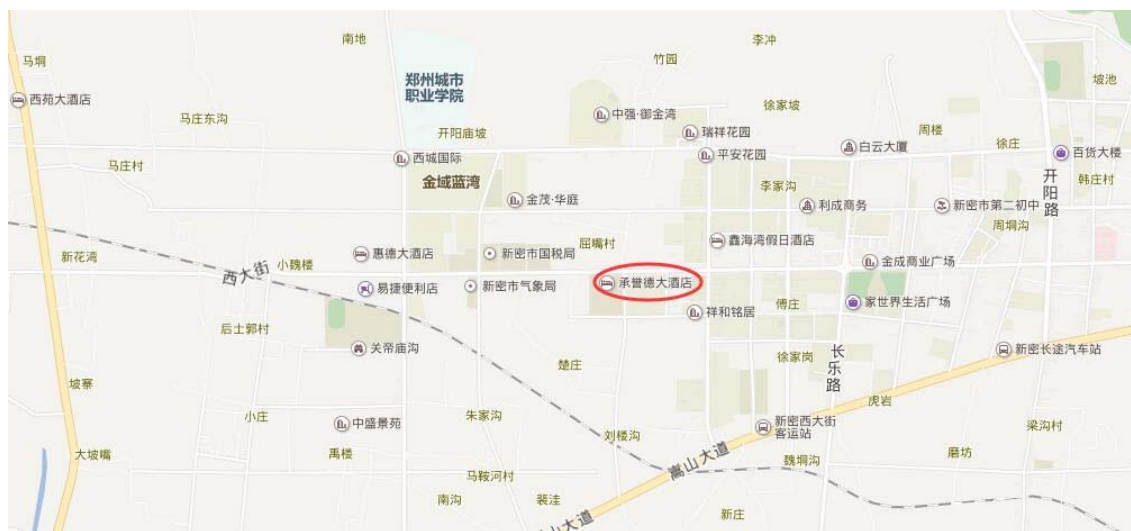 南地
李冲
马垌
竹园
坡池
郑州城市
职业学院
西苑大酒店
中强·御金湾
徐家坡
马庄东沟
开阳庙坡
瑞祥花园
周楼
徐庄
白云大厦
百货大楼
西城国际
平安花园
马庄村
金域蓝湾
李家沟
开阳路
韩庄村
金茂·华庭
利成商务
新密市第二初中
周垌沟
鑫海湾假日酒店
屈嘴村
惠德大酒店
新密市国税局
新花湾
小魏楼
金成商业广场
西大街
易捷便利店
新密市气象局
承誉德大酒店
家世界生活广场
傅庄
祥和铭居
后士郭村
关帝庙沟
楚庄
徐家岗
长乐路
新密长途汽车站
坡寨
虎岩
小庄
中盛景苑
朱家沟
新密西大街
客运站
梁沟村
刘楼沟
大坡嘴
禹楼
嵩山大道
魏垌沟
磨坊
马鞍河村
南沟
裴洼
新庄
山大道